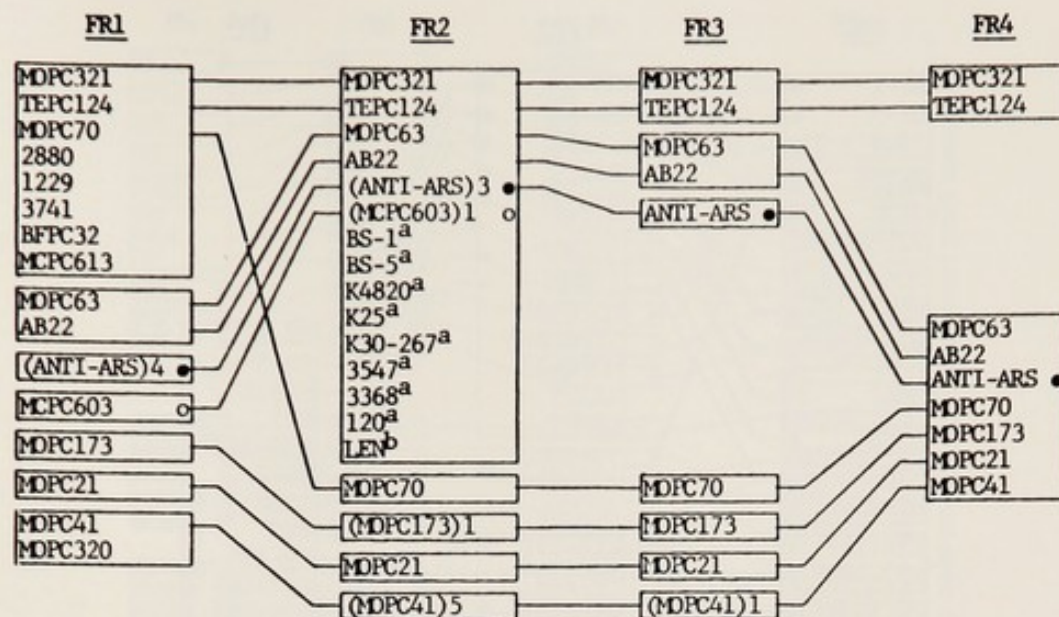 FR1
MOPC321
TEPC124
MOPC70
2880
1229
3741
BFPC32
MCPC613
MOPC63
AB22
(ANTI-ARS)4 ●
MCPC603 o
MOPC173
MOPC21
MOPC41
MOPC320
FR2
MOPC321
TEPC124
MOPC63
AB22
(ANTI-ARS)3 ●
(MCPC603)1 o
BS-1a
BS-5a
K4820a
K25a
K30-267a
3547a
3368a
120a
LENb
MOPC70
(MOPC173)1
MOPC21
(MOPC41)5
FR3
MOPC321
TEPC124
MOPC63
AB22
ANTI-ARS ●
MOPC70
MOPC173
MOPC21
(MOPC41)1
FR4
MOPC321
TEPC124
MOPC63
AB22
ANTI-ARS ●
MOPC70
MOPC173
MOPC21
MOPC41